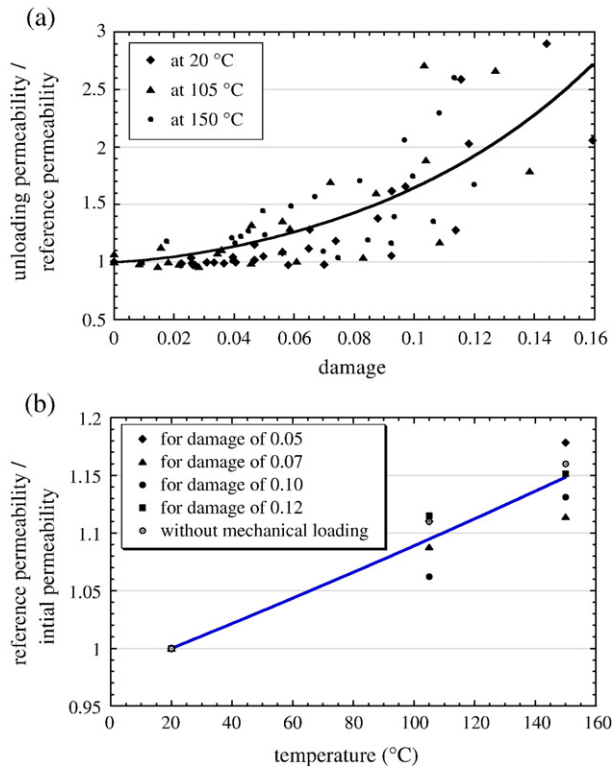 (a)
3
2.5
2
1.5
1
0.5
at 20 °C
at 105 °C
at 150 °C
unloading permeability /
reference permeability
0 0.02 0.04 0.06 0.08 0.1 0.12 0.14 0.16
damage
(b)
1.2
1.15
1.1
1.05
1
0.95
for damage of 0.05
for damage of 0.07
for damage of 0.10
for damage of 0.12
without mechanical loading
reference permeability /
intial permeability
0 20 40 60 80 100 120 140 160
temperature (°C)